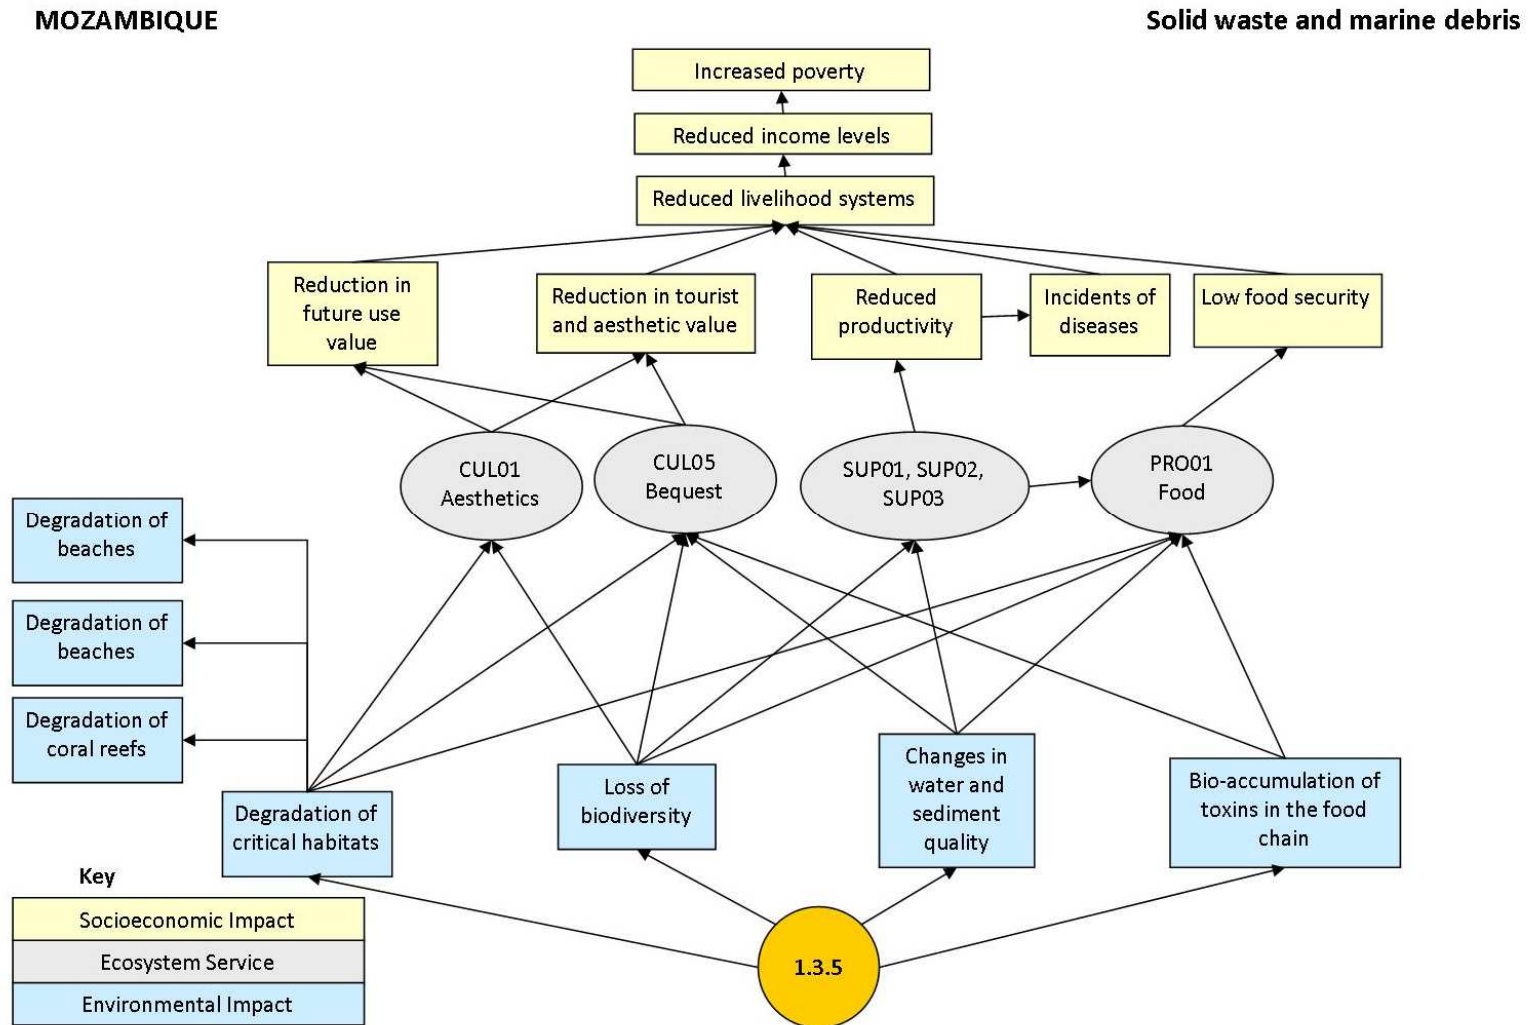 MOZAMBIQUE
Solid waste and marine debris
Increased poverty
Reduced income levels
Reduced livelihood systems
Reduction in
future use
value
Reduction in tourist
and aesthetic value
Reduced
productivity
Incidents of
diseases
Low food security
CUL01
Aesthetics
CUL05
Bequest
SUP01, SUP02,
SUP03
PRO01
Food
Degradation of
beaches
Degradation of
beaches
Degradation of
coral reefs
Degradation of
critical habitats
Loss of
biodiversity
Changes in
water and
sediment
quality
Bio-accumulation of
toxins in the food
chain
Key
Socioeconomic Impact
Ecosystem Service
Environmental Impact
1.3.5